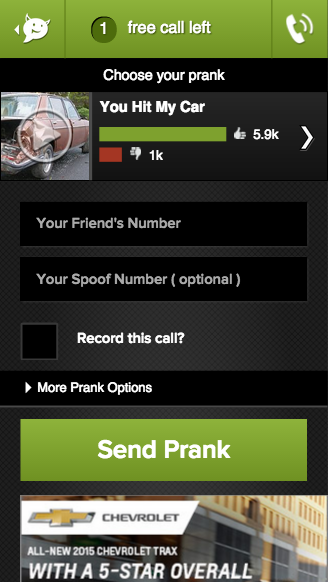 1 free call left
Choose your prank
You Hit My Car
5.9k
1k
Your Friend's Number
Your Spoof Number ( optional )
Record this call?
More Prank Options
Send Prank
CHEVROLET
ALL-NEW 2015 CHEVROLET TRAX
WITH A 5-STAR OVERALL